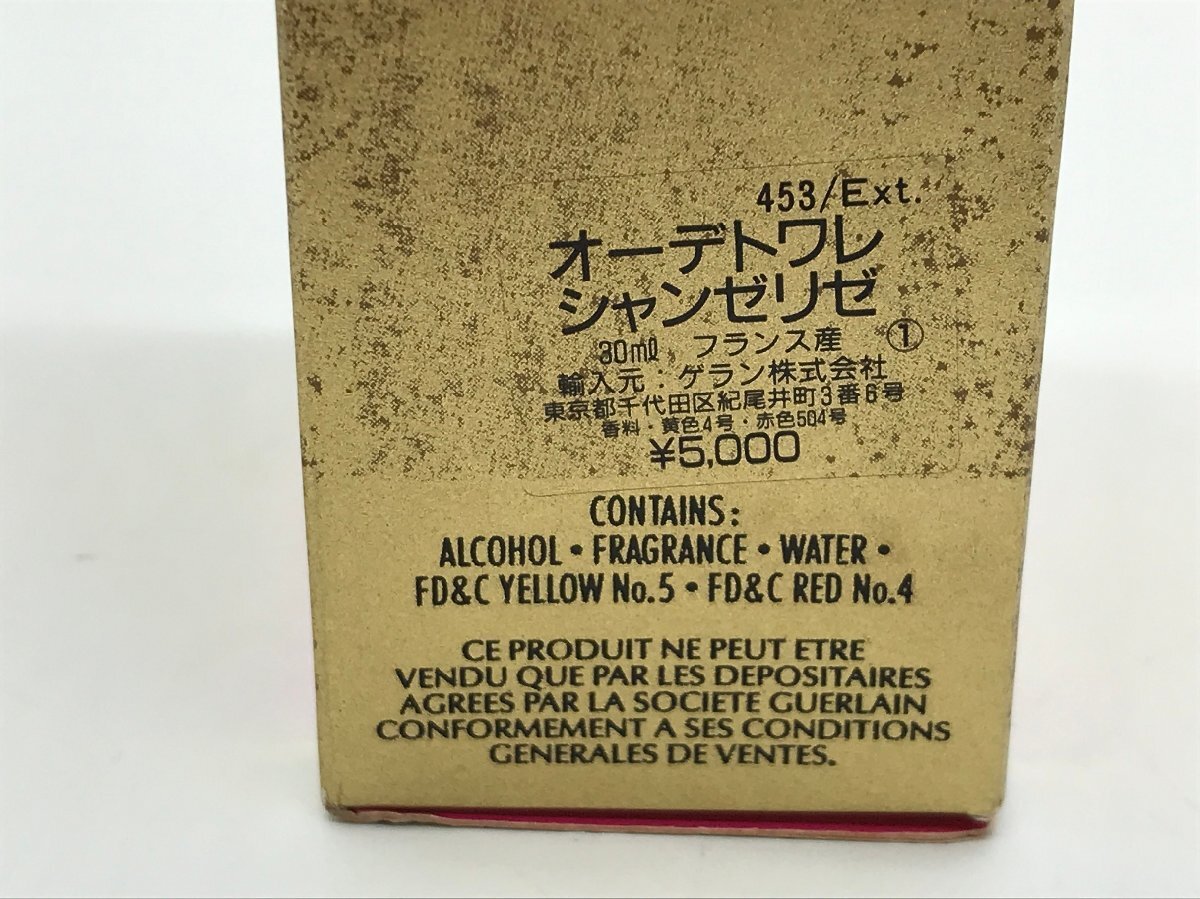 453/Ext.
オーデトワレ
シャンゼリゼ
30ml フランス産 ①
輸入元:ゲラン株式会社
東京都千代田区紀尾井町3番6号
香料・黄色4号・赤色504号
¥5,000
CONTAINS:
ALCOHOL • FRAGRANCE • WATER •
FD&C YELLOW No.5 • FD&C RED No.4
CE PRODUIT NE PEUT ETRE
VENDU QUE PAR LES DEPOSITAIRES
AGREES PAR LA SOCIETE GUERLAIN
CONFORMEMENT A SES CONDITIONS
GENERALES DE VENTES.